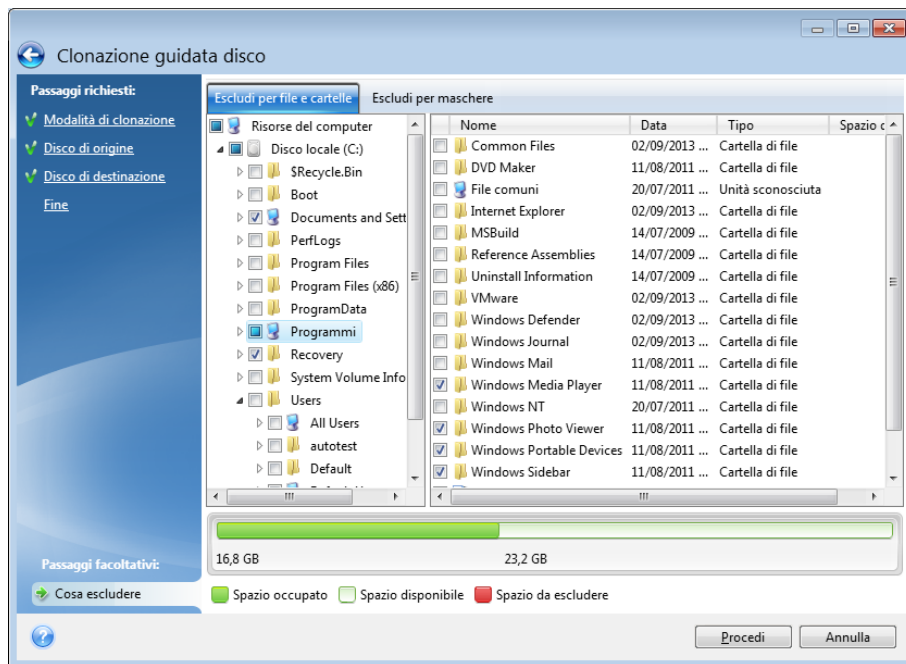 Clonazione guidata disco
Passaggi richiesti:
Modalità di clonazione
Disco di origine
Disco di destinazione
Fine
Passaggi facoltativi:
Cosa escludere
Escludi per file e cartelle Escludi per maschere
Risorse del computer
Disco locale (C:)
$Recycle.Bin
Boot
Documents and Sett
PerfLogs
Program Files
Program Files (x86)
ProgramData
Programmi
Recovery
System Volume Info
Users
All Users
autotest
Default
Nome Data Tipo Spazio c
Common Files 02/09/2013 ... Cartella di file
DVD Maker 11/08/2011 ... Cartella di file
File comuni 20/07/2011 ... Unità sconosciuta
Internet Explorer 02/09/2013 ... Cartella di file
MSBuild 14/07/2009 ... Cartella di file
Reference Assemblies 14/07/2009 ... Cartella di file
Uninstall Information 14/07/2009 ... Cartella di file
VMware 02/09/2013 ... Cartella di file
Windows Defender 02/09/2013 ... Cartella di file
Windows Journal 02/09/2013 ... Cartella di file
Windows Mail 11/08/2011 ... Cartella di file
Windows Media Player 11/08/2011 ... Cartella di file
Windows NT 20/07/2011 ... Cartella di file
Windows Photo Viewer 11/08/2011 ... Cartella di file
Windows Portable Devices 11/08/2011 ... Cartella di file
Windows Sidebar 11/08/2011 ... Cartella di file
16,8 GB 23,2 GB
Spazio occupato Spazio disponibile Spazio da escludere
Procedi Annulla